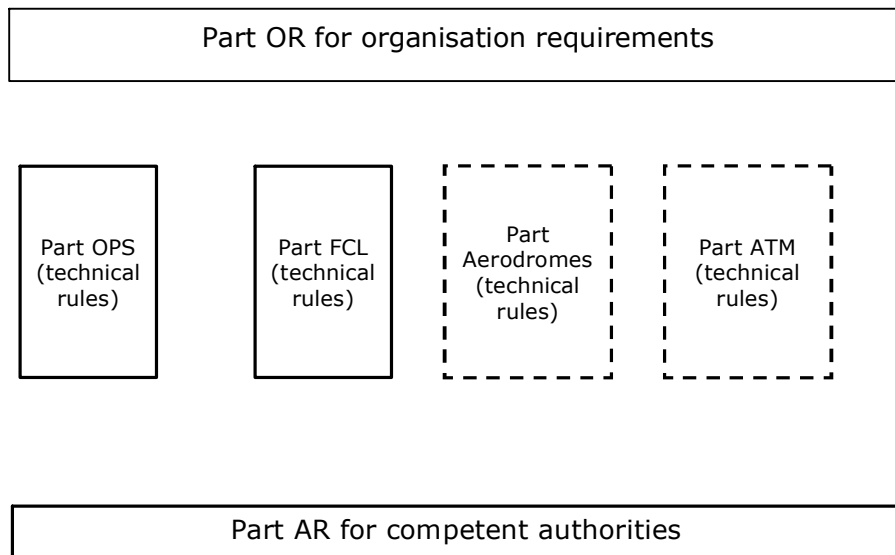 Part OR for organisation requirements
Part OPS
(technical
rules)
Part FCL
(technical
rules)
Part
Aerodromes
(technical
rules)
Part ATM
(technical
rules)
Part AR for competent authorities